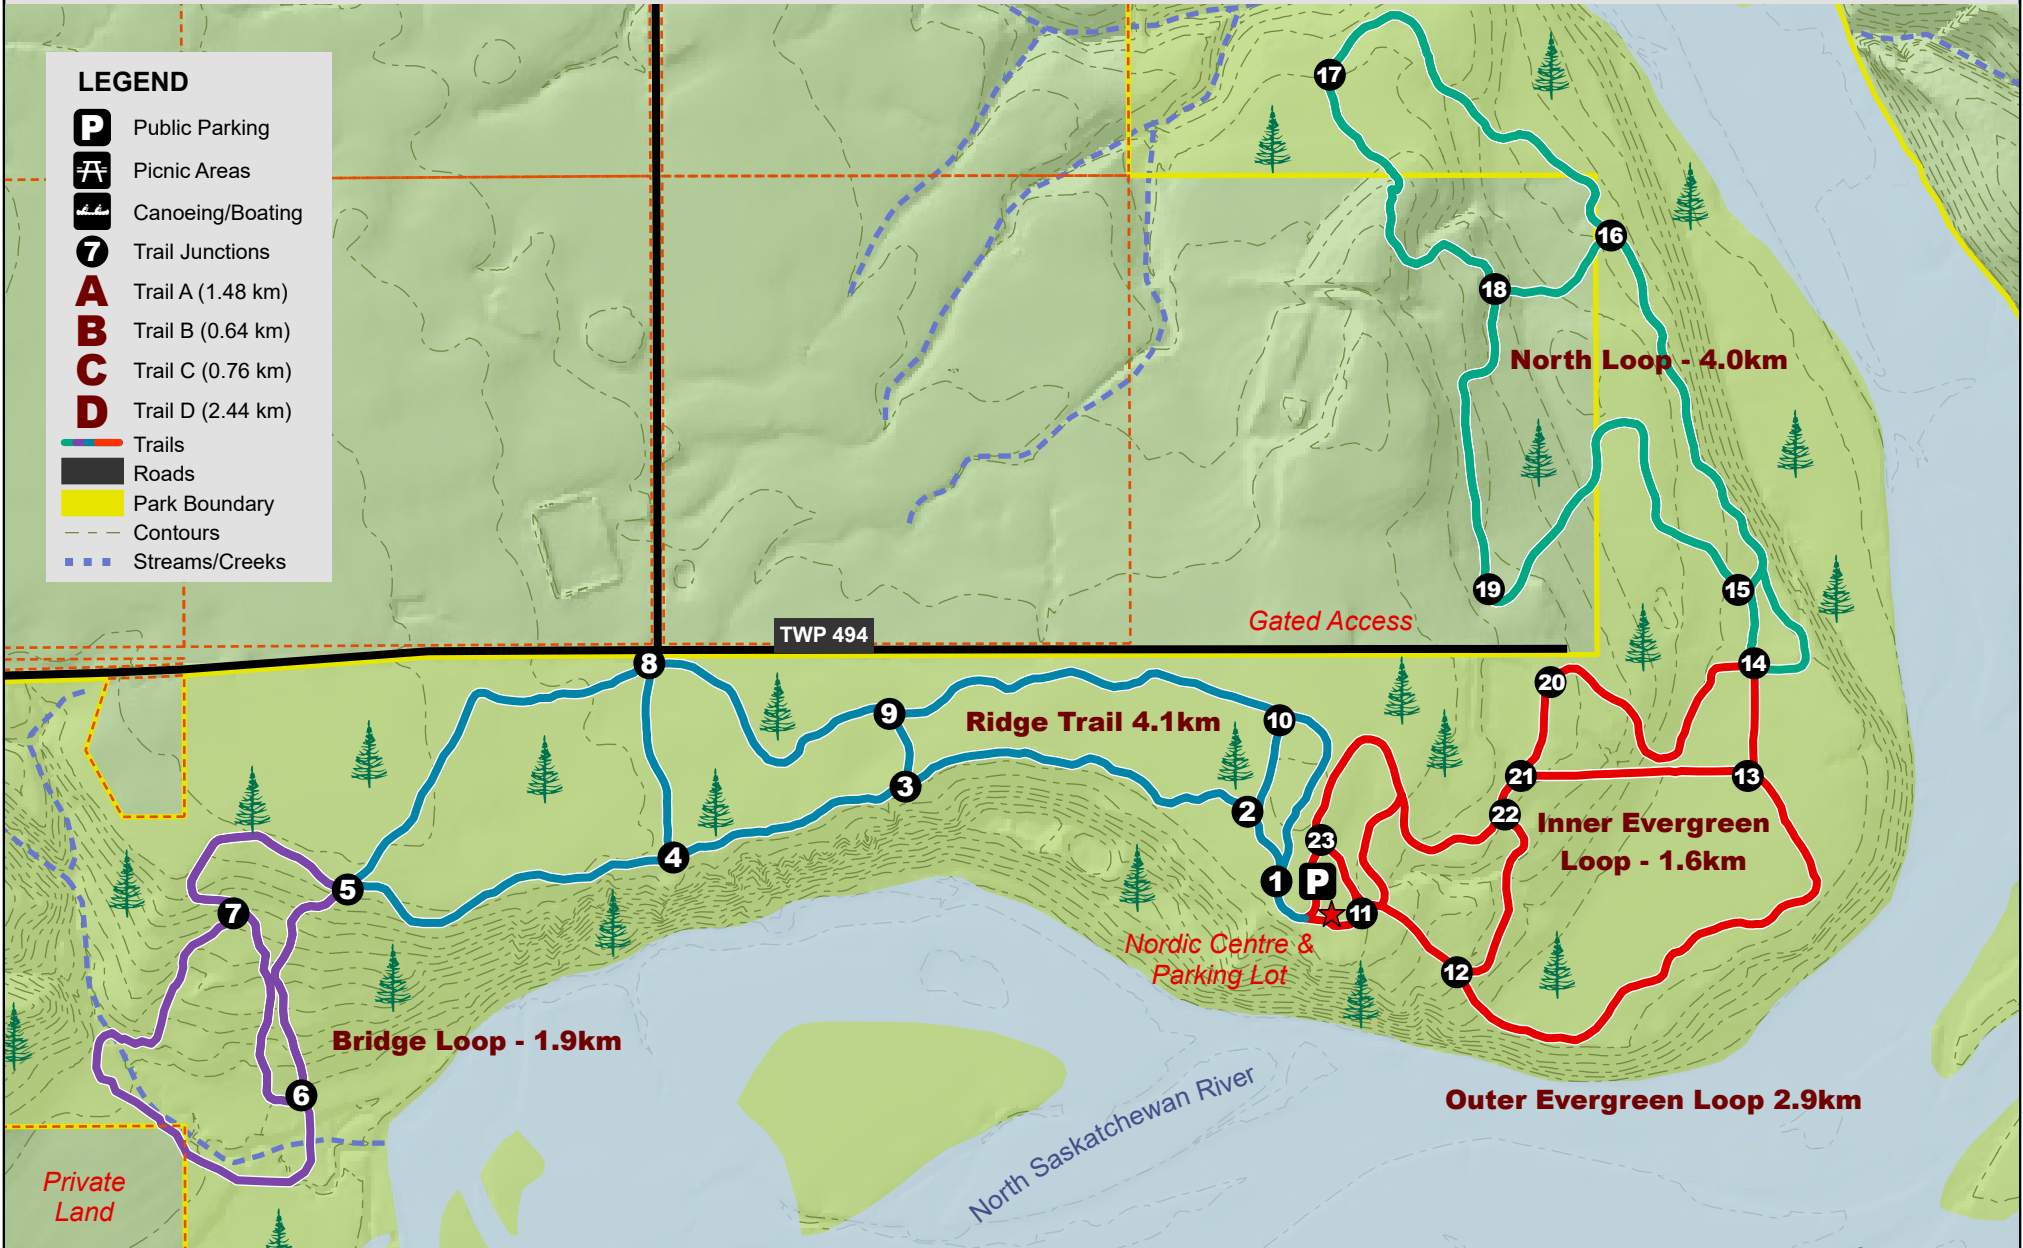 LEGEND
P Public Parking
Picnic Areas
Canoeing/Boating
7 Trail Junctions
A Trail A (1.48 km)
B Trail B (0.64 km)
C Trail C (0.76 km)
D Trail D (2.44 km)
Trails
Roads
Park Boundary
Contours
Streams/Creeks
17
16
18
North Loop - 4.0km
19
15
Gated Access
TWP 494
8
14
20
9
10
Ridge Trail 4.1km
21
13
3
2
22
Inner Evergreen
Loop - 1.6km
23
4
5
1
P
11
7
Nordic Centre &
Parking Lot
12
Bridge Loop - 1.9km
6
Outer Evergreen Loop 2.9km
North Saskatchewan River
Private
Land